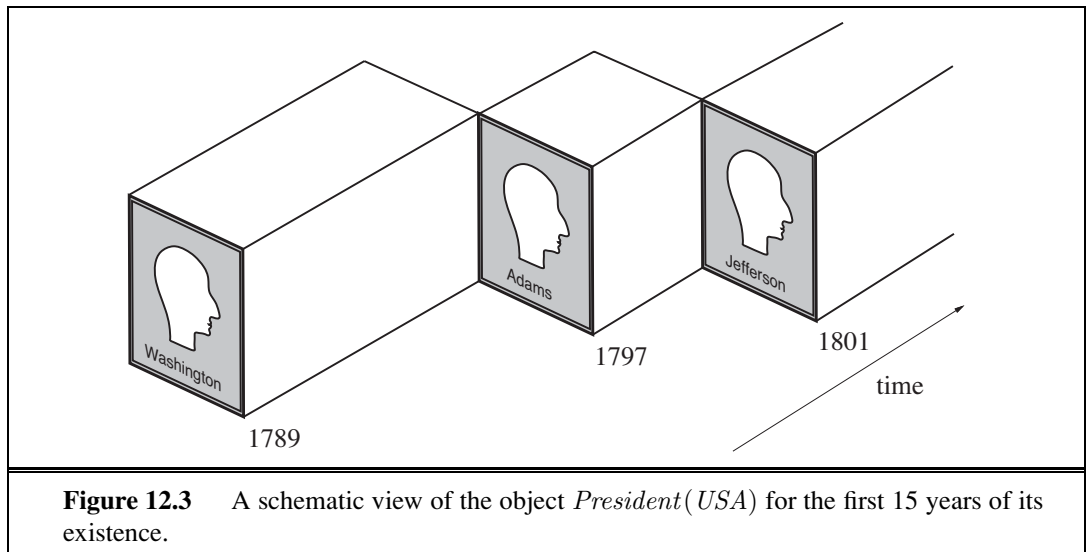 Washington
1789
Adams
1797
Jefferson
1801
time
Figure 12.3 A schematic view of the object President(USA) for the first 15 years of its
existence.